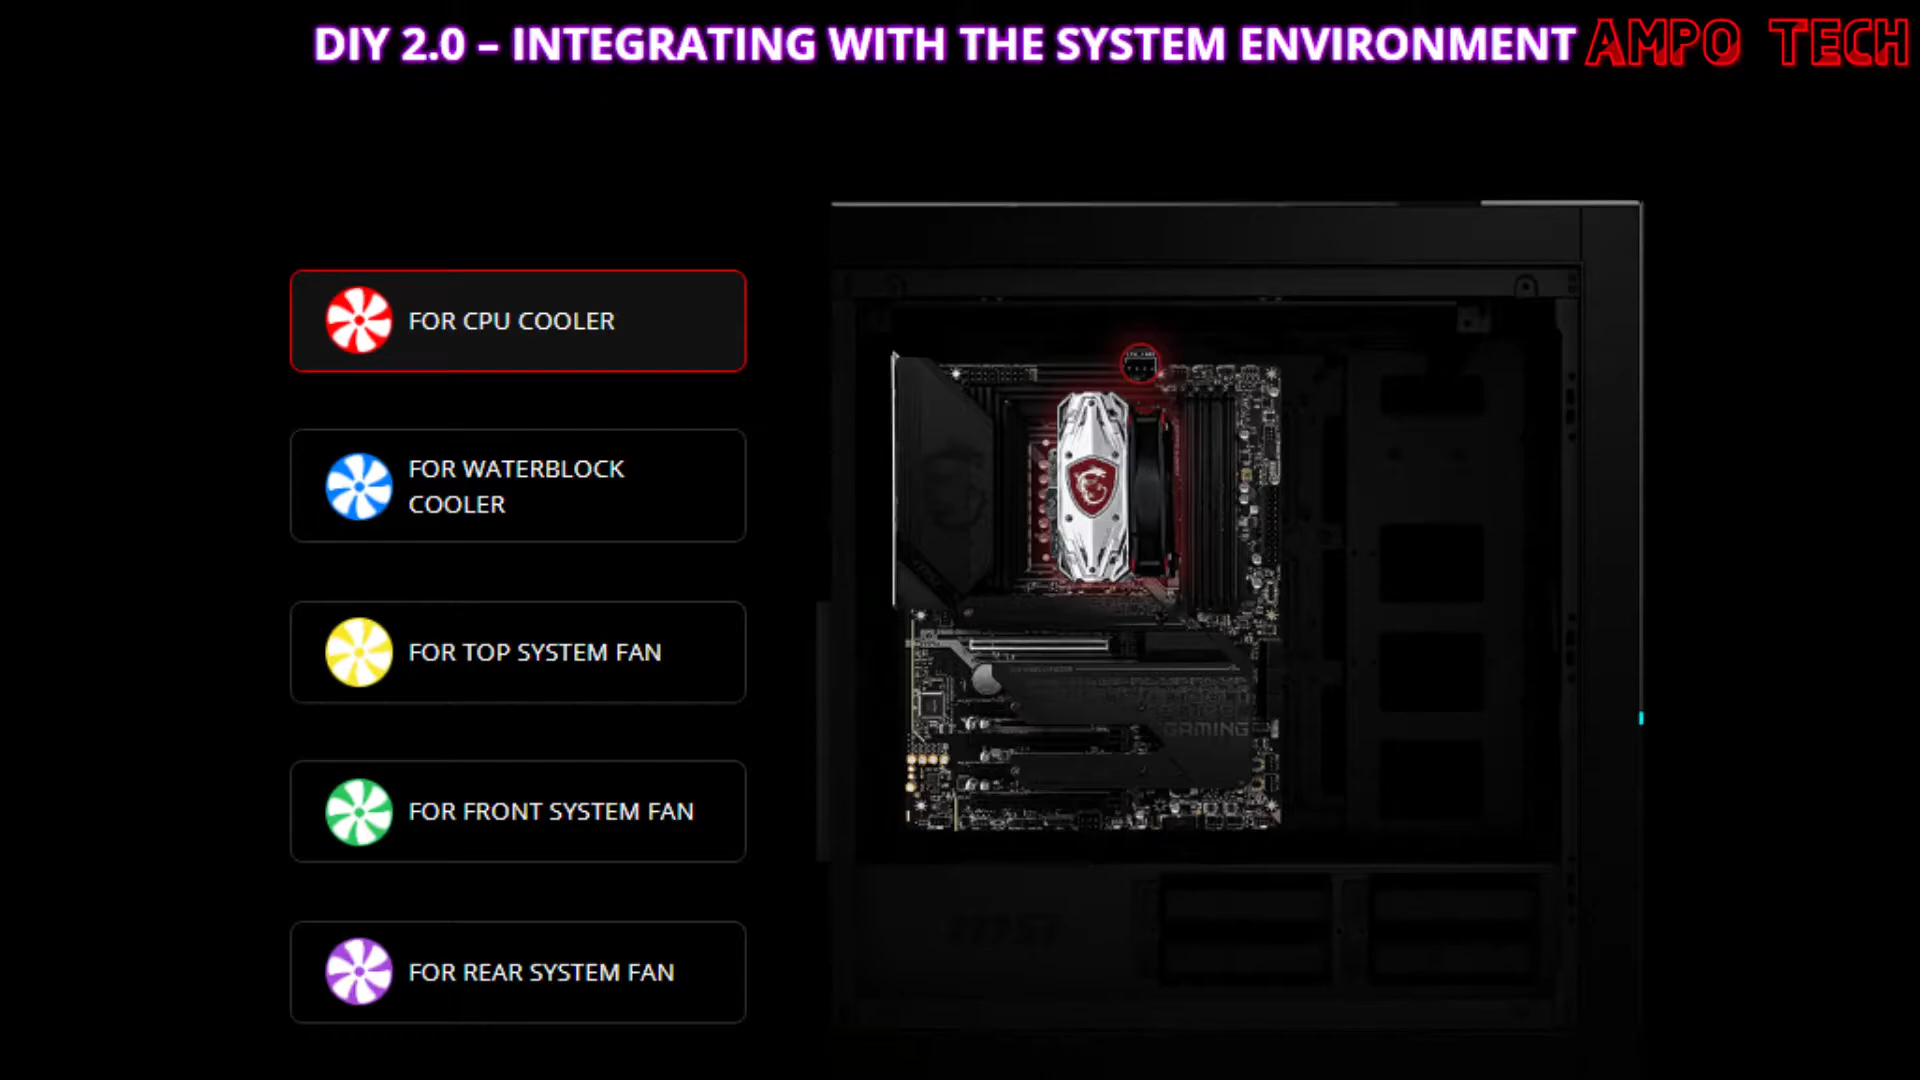 DIY 2.0 – INTEGRATING WITH THE SYSTEM ENVIRONMENT
AMPO TECH
FOR CPU COOLER
FOR WATERBLOCK
COOLER
FOR TOP SYSTEM FAN
FOR FRONT SYSTEM FAN
FOR REAR SYSTEM FAN
GAMING